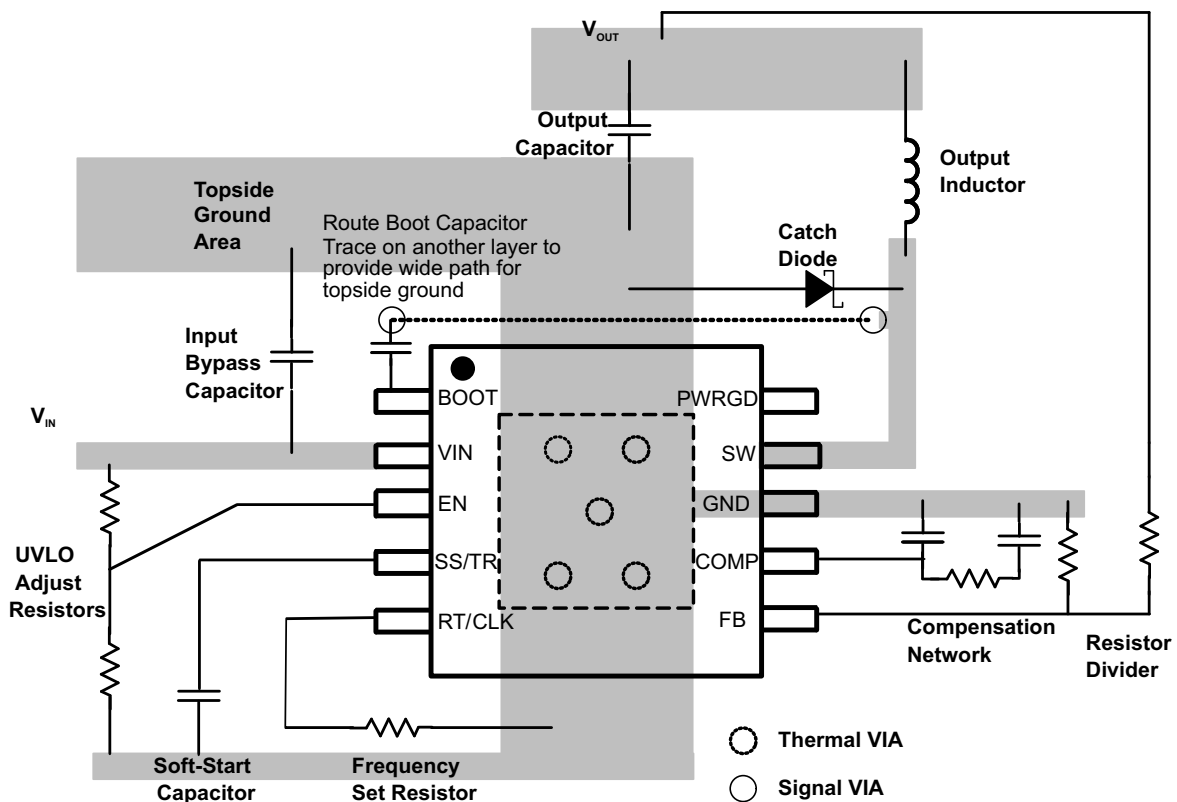 V_OUT
Output
Capacitor
Output
Inductor
Topside
Ground
Area
Route Boot Capacitor
Trace on another layer to
provide wide path for
topside ground
Catch
Diode
Input
Bypass
Capacitor
V_IN
BOOT
VIN
EN
SS/TR
RT/CLK
PWRGD
SW
GND
COMP
FB
UVLO
Adjust
Resistors
Compensation
Network
Resistor
Divider
Soft-Start
Capacitor
Frequency
Set Resistor
Thermal VIA
Signal VIA